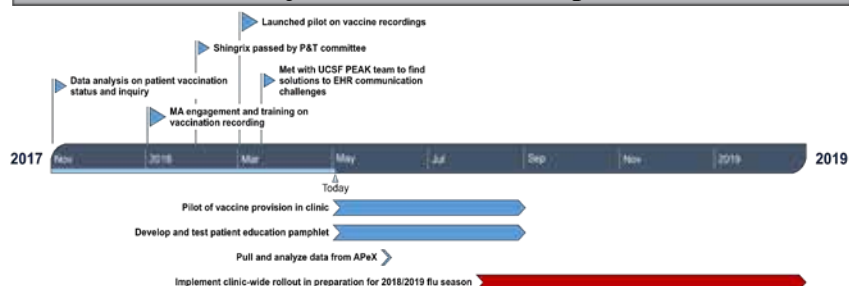 Launched pilot on vaccine recordings
Shingrix passed by P&T committee
Met with UCSF PEAK team to find
solutions to EHR communication
challenges
Data analysis on patient vaccination
status and inquiry
MA engagement and training on
vaccination recording
2017
Nov
2018
Mar
May
Jul
Sep
Nov
2019
2019
Today
Pilot of vaccine provision in clinic
Develop and test patient education pamphlet
Pull and analyze data from APeX
Implement clinic-wide rollout in preparation for 2018/2019 flu season